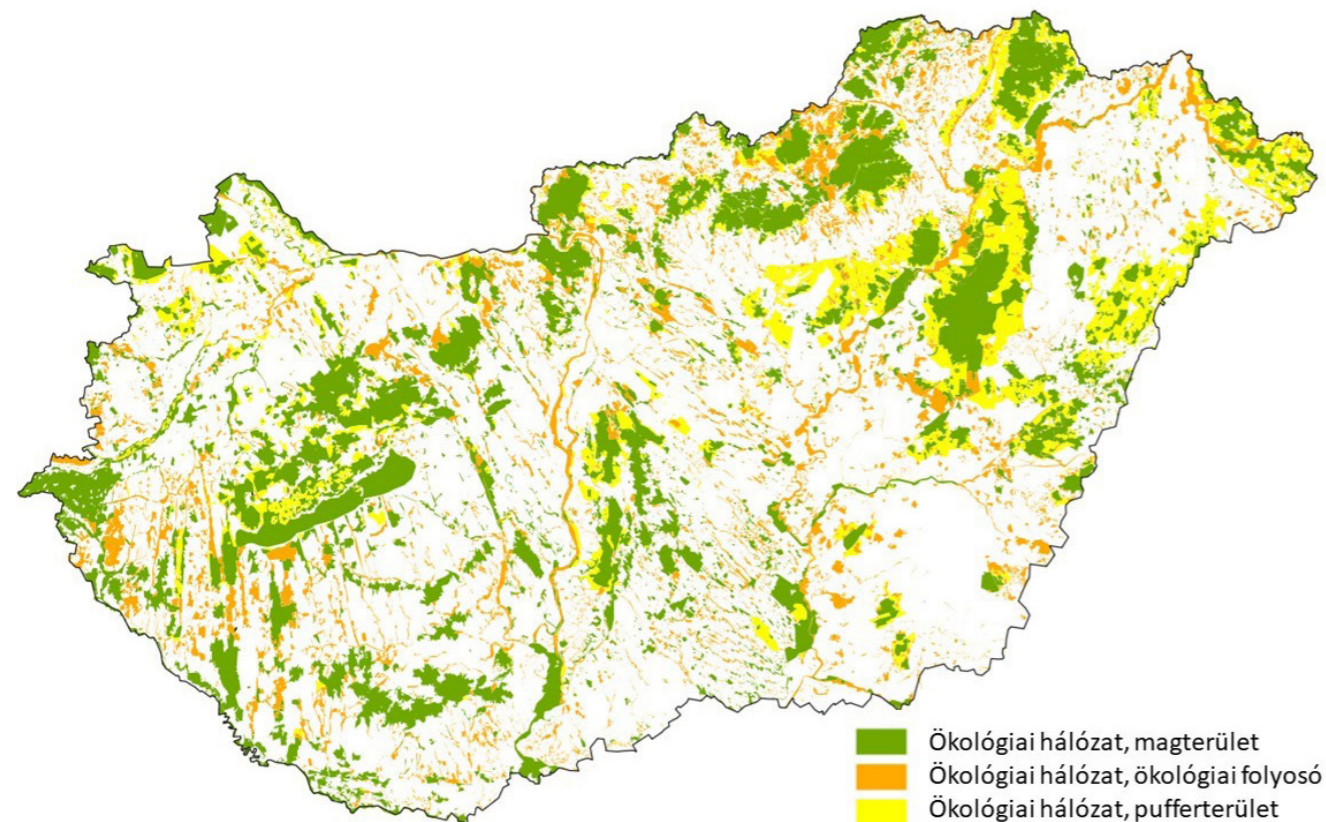 Ökológiai hálózat, magterület
Ökológiai hálózat, ökológiai folyosó
Ökológiai hálózat, pufferterület